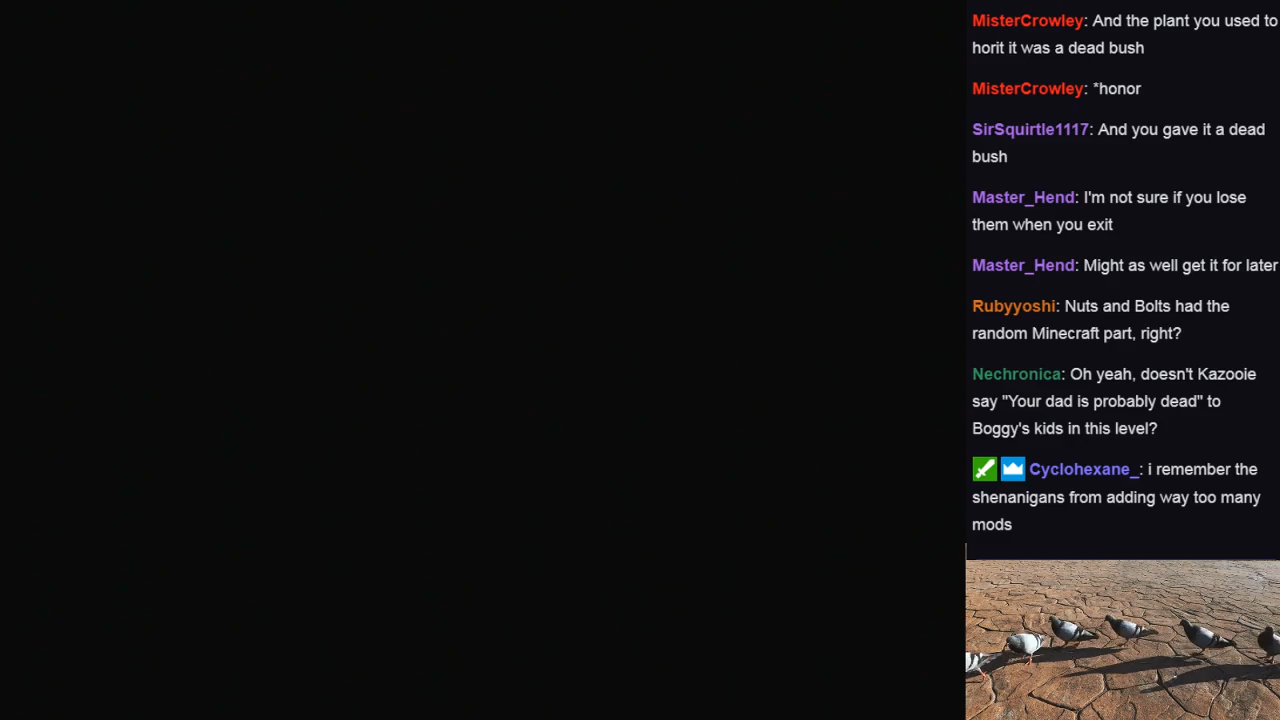 MisterCrowley: And the plant you used to
horit it was a dead bush
MisterCrowley: *honor
SirSquirtle1117: And you gave it a dead
bush
Master_Hend: I'm not sure if you lose
them when you exit
Master_Hend: Might as well get it for later
Rubyyoshi: Nuts and Bolts had the
random Minecraft part, right?
Nechronica: Oh yeah, doesn't Kazooie
say "Your dad is probably dead" to
Boggy's kids in this level?
Cyclohexane_: i remember the
shenanigans from adding way too many
mods